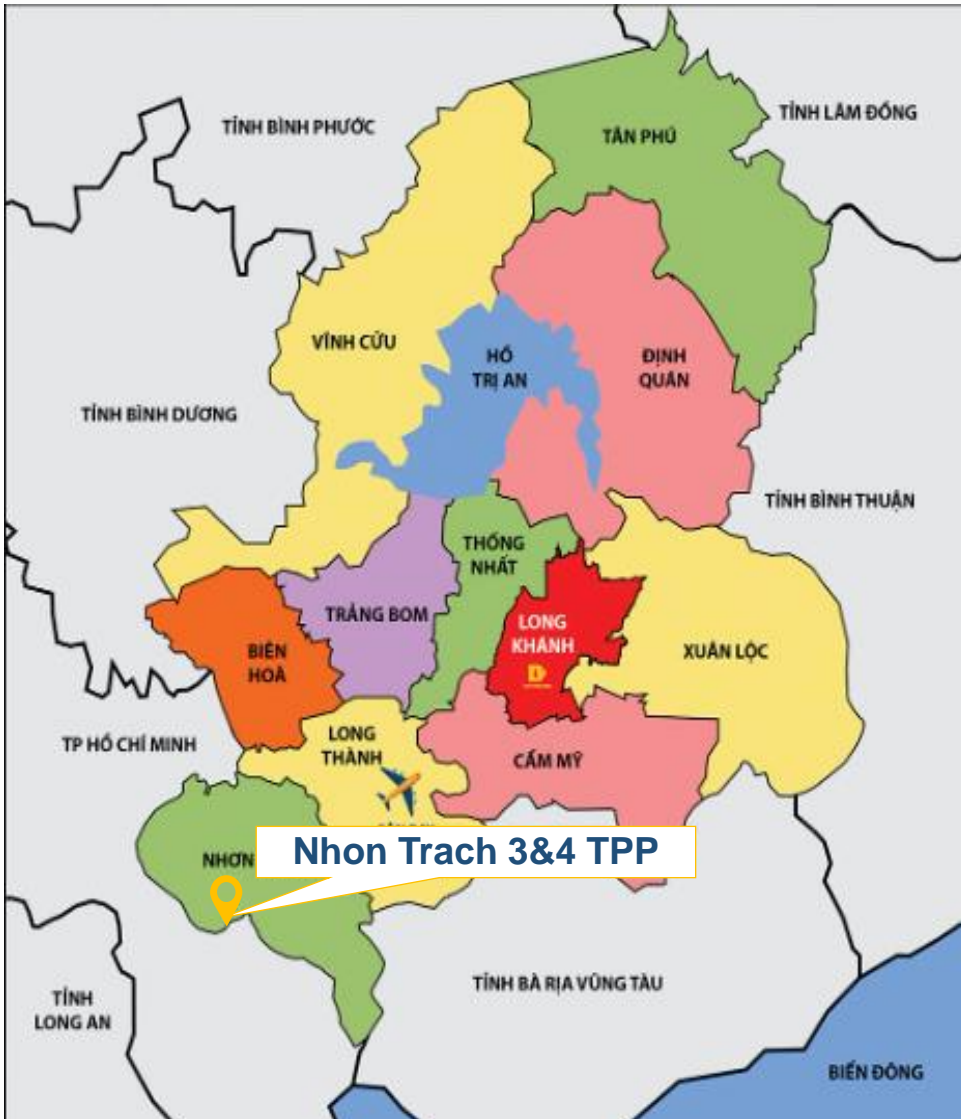 TỈNH BÌNH PHƯỚC
TÂN PHÚ
TỈNH LÂM ĐỒNG
VĨNH CỬU
HỒ
TRỊ AN
ĐỊNH
QUÁN
TỈNH BÌNH DƯƠNG
TỈNH BÌNH THUẬN
THỐNG
NHẤT
TRẢNG BOM
LONG
KHÁNH
BIÊN
HOÀ
XUÂN LỘC
TP HỒ CHÍ MINH
LONG
THÀNH
CẨM MỸ
NHƠN
Nhon Trach 3&4 TPP
TỈNH BÀ RỊA VŨNG TÀU
TỈNH
LONG AN
BIỂN ĐÔNG